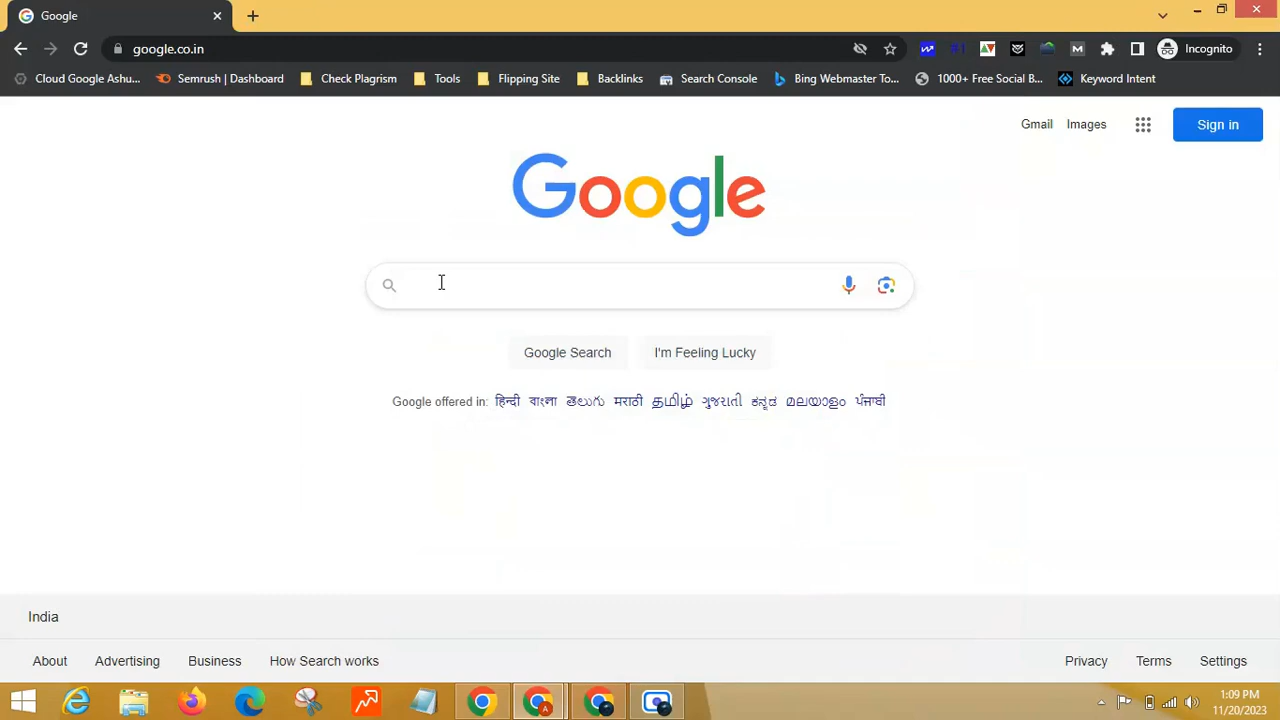 Google
google.co.in
Incognito
Cloud Google Ashu...
Semrush | Dashboard
Check Plagrism
Tools
Flipping Site
Backlinks
Search Console
Bing Webmaster To...
1000+ Free Social B...
Keyword Intent
Gmail Images
Sign in
Google
Google Search I'm Feeling Lucky
Google offered in: हिन्दी বাংলা తెలుగు मराठी தமிழ் ગુજરાતી ಕನ್ನಡ മലയാളം ਪੰਜਾਬੀ
India
About Advertising Business How Search works
Privacy Terms Settings
1:09 PM
11/20/2023